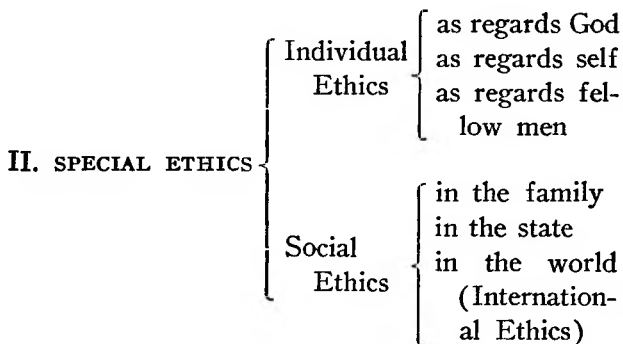 II. SPECIAL ETHICS
Individual
Ethics
as regards God
as regards self
as regards fel-
low men
Social
Ethics
in the family
in the state
in the world
(Internation-
al Ethics)